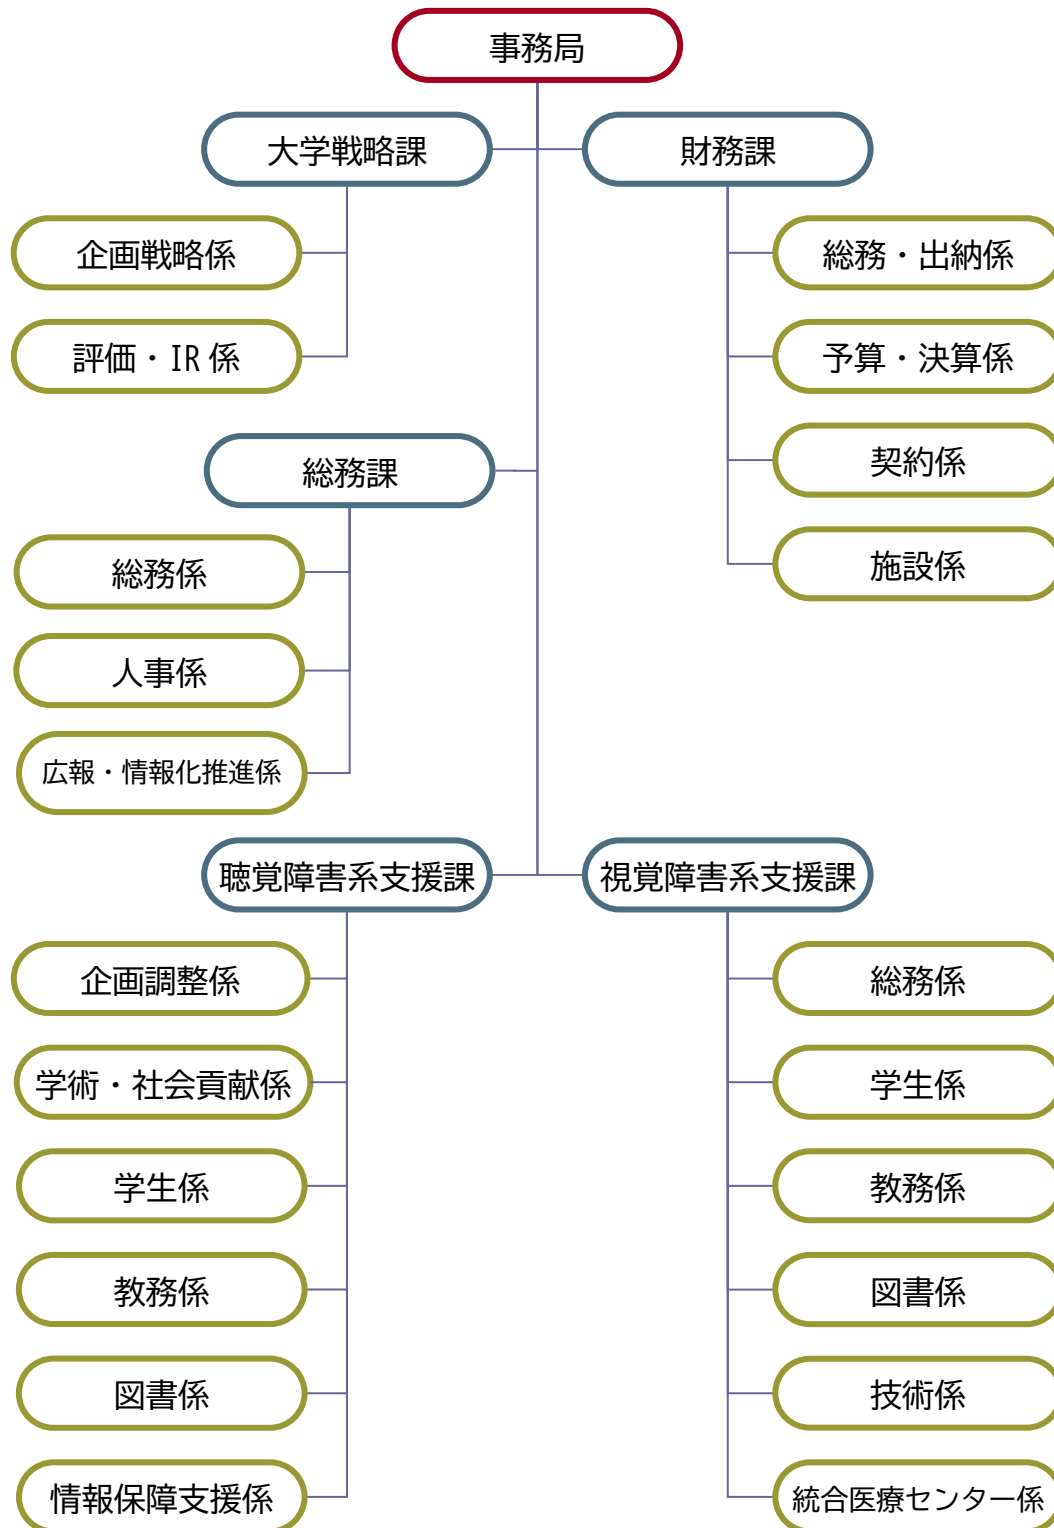 事務局
大学戦略課
財務課
企画戦略係
総務・出納係
評価・IR係
予算・決算係
契約係
総務課
施設係
総務係
人事係
広報・情報化推進係
聴覚障害系支援課
視覚障害系支援課
企画調整係
総務係
学術・社会貢献係
学生係
学生係
教務係
教務係
図書係
図書係
技術係
情報保障支援係
統合医療センター係